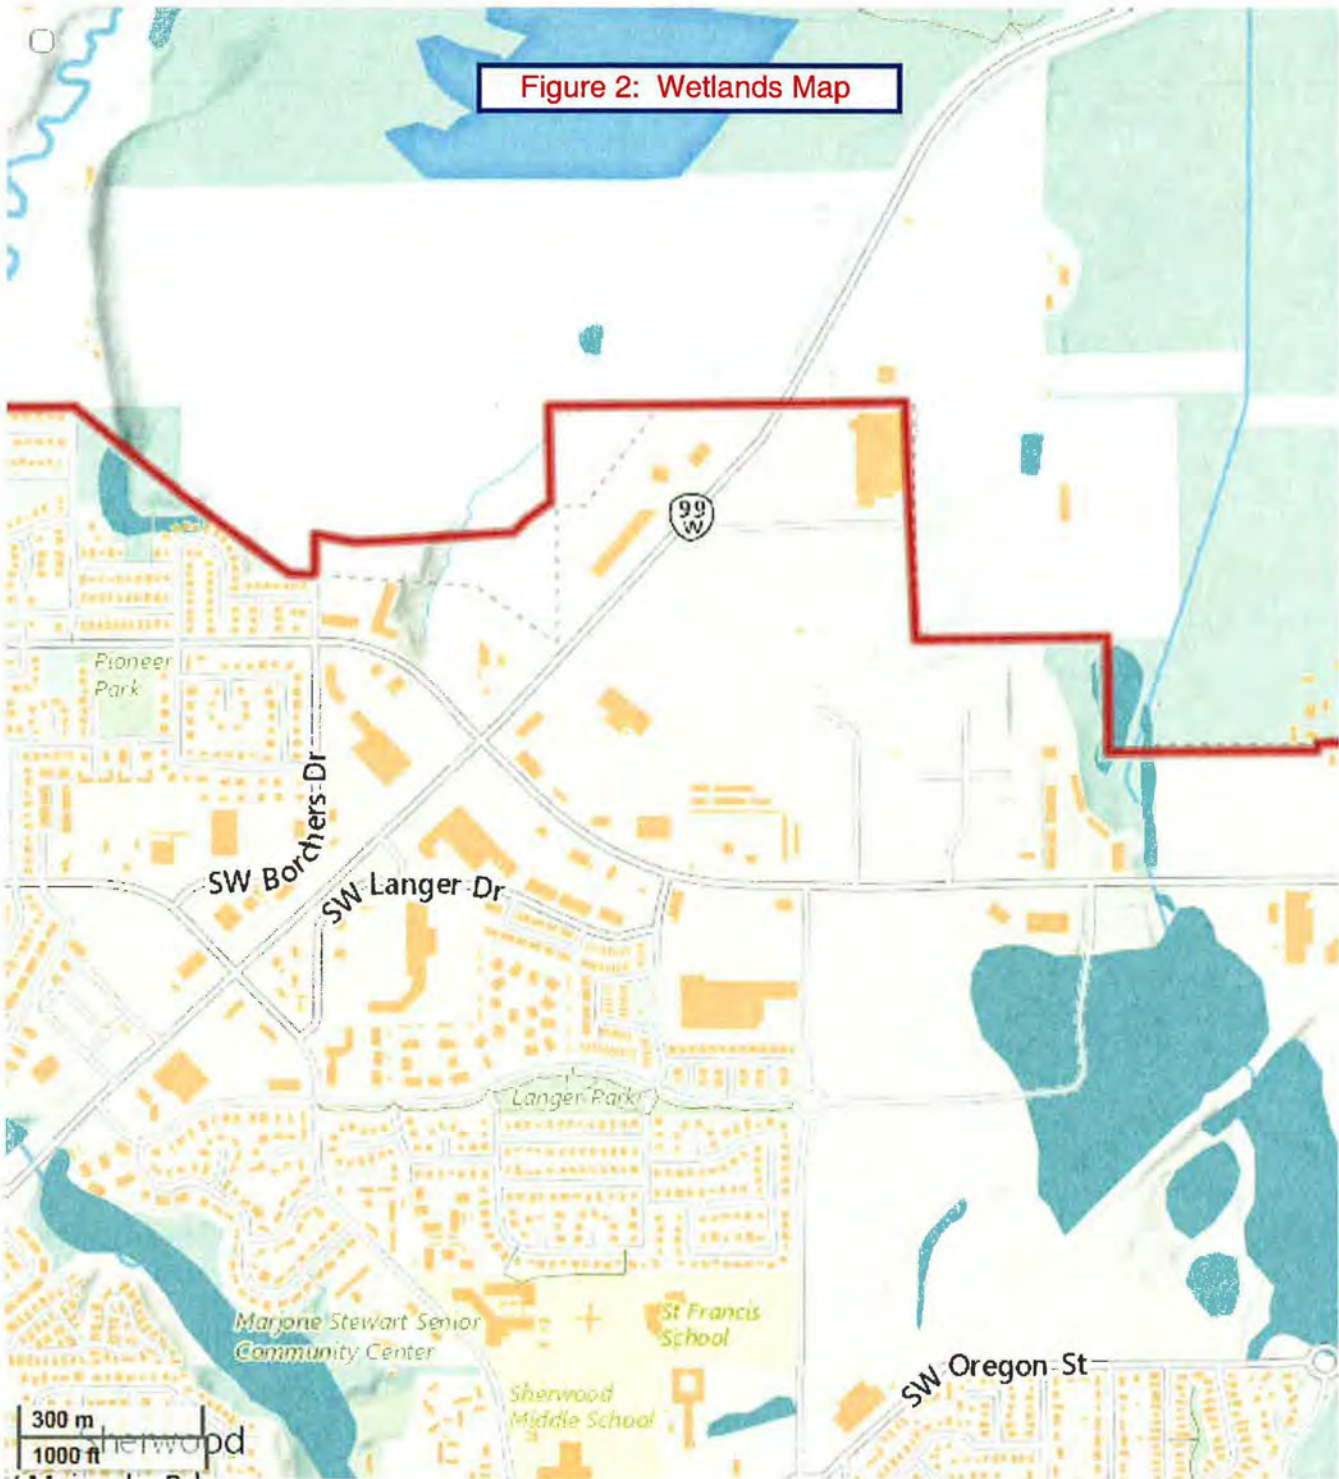 Figure 2: Wetlands Map
99
W
Pioneer
Park
SW Borchers Dr
SW Langer Dr
Langer Park
Marjorie Stewart Senior
Community Center
St Francis
School
Sherwood
Middle School
SW Oregon St
300 m
1000 ft
Sherwood